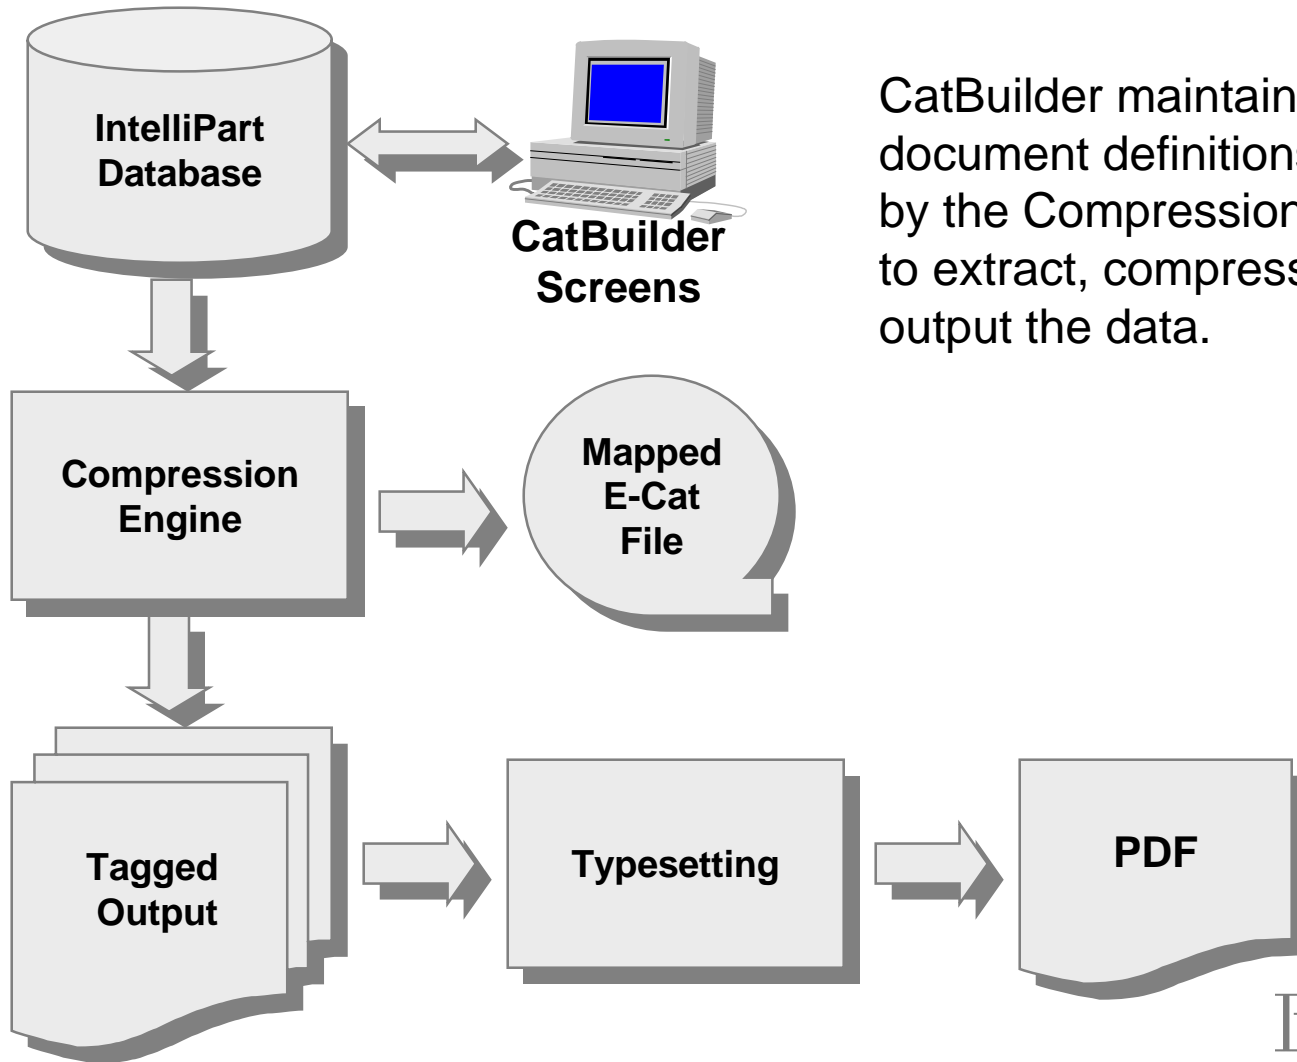 IntelliPart
Database
CatBuilder
Screens
CatBuilder maintain
document definitions
by the Compression
to extract, compress
output the data.
Compression
Engine
Mapped
E-Cat
File
Tagged
Output
Typesetting
PDF